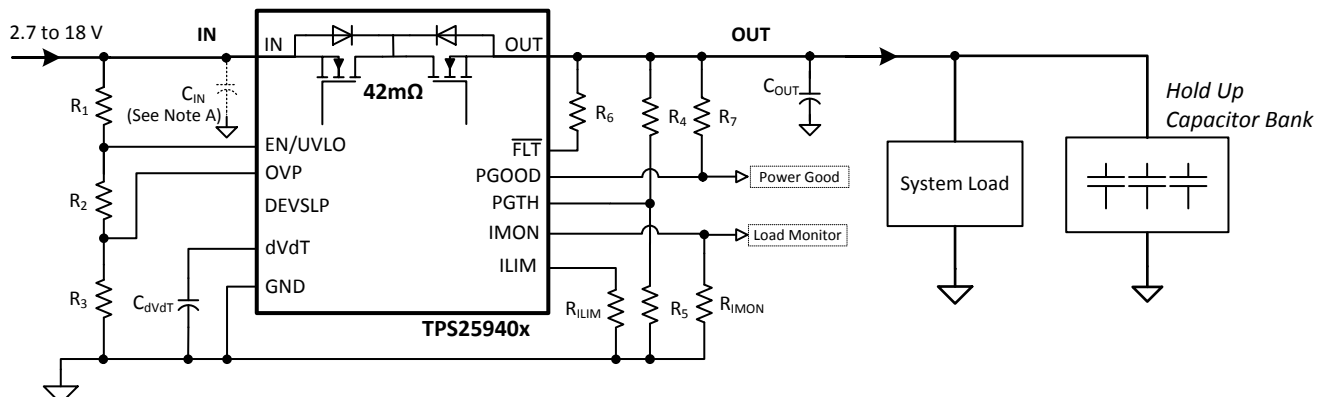 2.7 to 18 V
IN
IN
OUT
OUT
42mΩ
R1
CIN
(See Note A)
R6
R4
R7
COUT
Hold Up
Capacitor Bank
EN/UVLO
FLT
OVP
PGOOD
Power Good
System Load
R2
DEVSLP
PGTH
IMON
Load Monitor
dVdT
ILIM
R3
CdVdT
GND
RILIM
R5
RIMON
TPS25940x